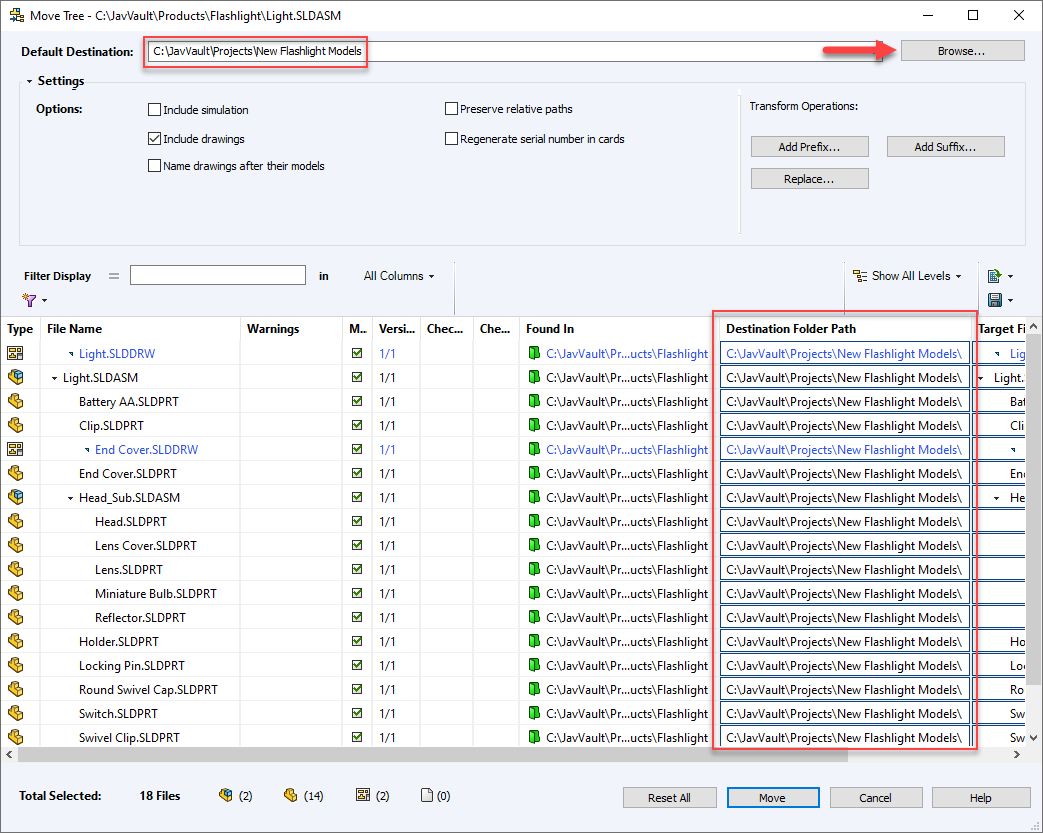 Move Tree - C:\JavVault\Products\Flashlight\Light.SLDASM
Default Destination: C:\JavVault\Projects\New Flashlight Models Browse...
Settings
Options: Include simulation Preserve relative paths Transform Operations:
Include drawings Regenerate serial number in cards Add Prefix... Add Suffix...
Name drawings after their models Replace...
Filter Display = in All Columns Show All Levels
Type File Name Warnings M... Versi... Chec... Che... Found In Destination Folder Path Target Fi
Light.SLDDRW 1/1 C:\JavVault\Pr...ucts\Flashlight C:\JavVault\Projects\New Flashlight Models\ Lig
Light.SLDASM 1/1 C:\JavVault\Pr...ucts\Flashlight C:\JavVault\Projects\New Flashlight Models\ Light.
Battery AA.SLDPRT 1/1 C:\JavVault\Pr...ucts\Flashlight C:\JavVault\Projects\New Flashlight Models\ Bat
Clip.SLDPRT 1/1 C:\JavVault\Pr...ucts\Flashlight C:\JavVault\Projects\New Flashlight Models\ Cli
End Cover.SLDDRW 1/1 C:\JavVault\Pr...ucts\Flashlight C:\JavVault\Projects\New Flashlight Models\
End Cover.SLDPRT 1/1 C:\JavVault\Pr...ucts\Flashlight C:\JavVault\Projects\New Flashlight Models\ En
Head_Sub.SLDASM 1/1 C:\JavVault\Pr...ucts\Flashlight C:\JavVault\Projects\New Flashlight Models\ He
Head.SLDPRT 1/1 C:\JavVault\Pr...ucts\Flashlight C:\JavVault\Projects\New Flashlight Models\
Lens Cover.SLDPRT 1/1 C:\JavVault\Pr...ucts\Flashlight C:\JavVault\Projects\New Flashlight Models\
Lens.SLDPRT 1/1 C:\JavVault\Pr...ucts\Flashlight C:\JavVault\Projects\New Flashlight Models\
Miniature Bulb.SLDPRT 1/1 C:\JavVault\Pr...ucts\Flashlight C:\JavVault\Projects\New Flashlight Models\
Reflector.SLDPRT 1/1 C:\JavVault\Pr...ucts\Flashlight C:\JavVault\Projects\New Flashlight Models\
Holder.SLDPRT 1/1 C:\JavVault\Pr...ucts\Flashlight C:\JavVault\Projects\New Flashlight Models\ Ho
Locking Pin.SLDPRT 1/1 C:\JavVault\Pr...ucts\Flashlight C:\JavVault\Projects\New Flashlight Models\ Lo
Round Swivel Cap.SLDPRT 1/1 C:\JavVault\Pr...ucts\Flashlight C:\JavVault\Projects\New Flashlight Models\ Ro
Switch.SLDPRT 1/1 C:\JavVault\Pr...ucts\Flashlight C:\JavVault\Projects\New Flashlight Models\ Sw
Swivel Clip.SLDPRT 1/1 C:\JavVault\Pr...ucts\Flashlight C:\JavVault\Projects\New Flashlight Models\ Sw
Total Selected: 18 Files (2) (14) (2) (0) Reset All Move Cancel Help